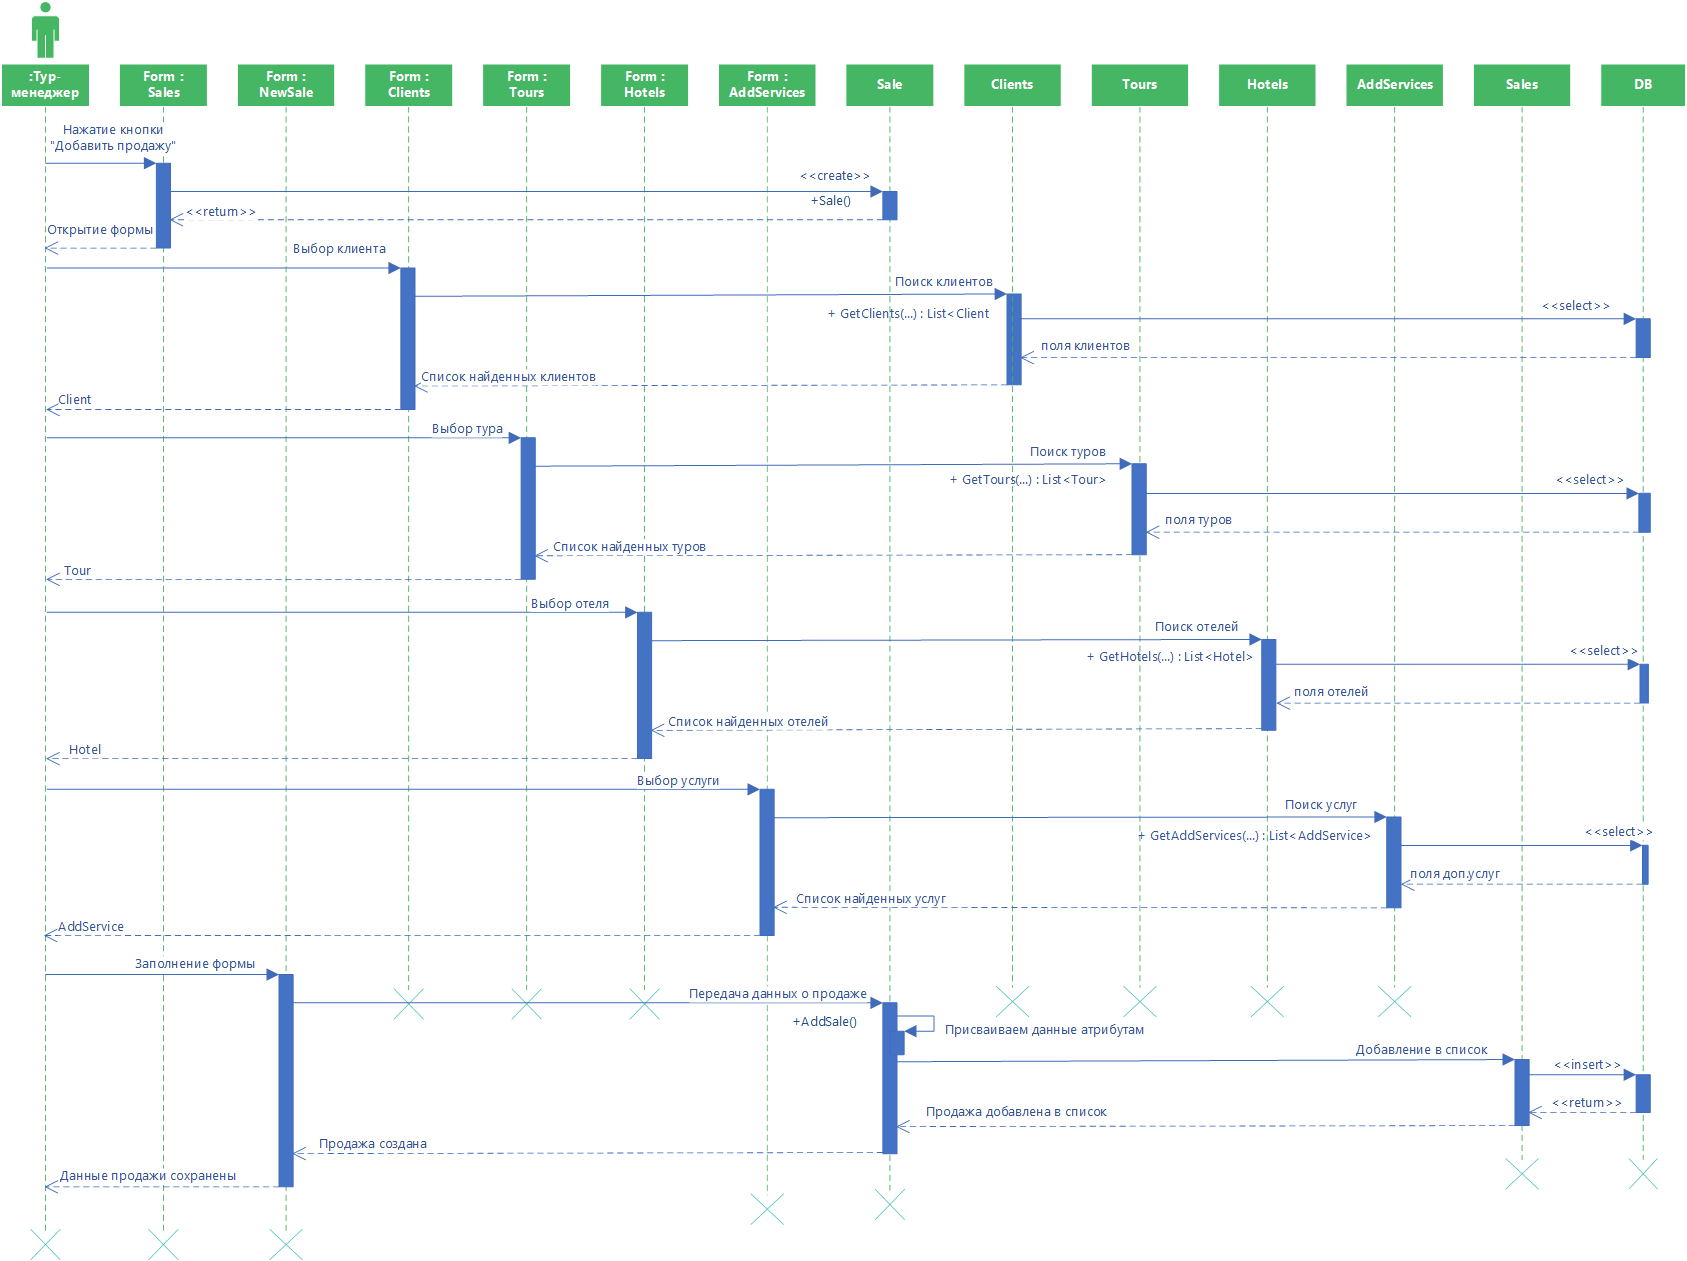 :Тур-
менеджер
Form :
Sales
Form :
NewSale
Form :
Clients
Form :
Tours
Form :
Hotels
Form :
AddServices
Sale
Clients
Tours
Hotels
AddServices
Sales
DB
Нажатие кнопки
"Добавить продажу"
<<create>>
+Sale()
<<return>>
Открытие формы
Выбор клиента
Поиск клиентов
<<select>>
+ GetClients(...) : List<Client
поля клиентов
Список найденных клиентов
Client
Выбор тура
Поиск туров
+ GetTours(...) : List<Tour>
<<select>>
поля туров
Список найденных туров
Tour
Выбор отеля
Поиск отелей
<<select>>
+ GetHotels(...) : List<Hotel>
поля отелей
Список найденных отелей
Hotel
Выбор услуги
Поиск услуг
<<select>>
+ GetAddServices(...) : List<AddService>
поля доп.услуг
Список найденных услуг
AddService
Заполнение формы
Передача данных о продаже
+AddSale()
Присваиваем данные атрибутам
Добавление в список
<<insert>>
<<return>>
Продажа добавлена в список
Продажа создана
Данные продажи сохранены